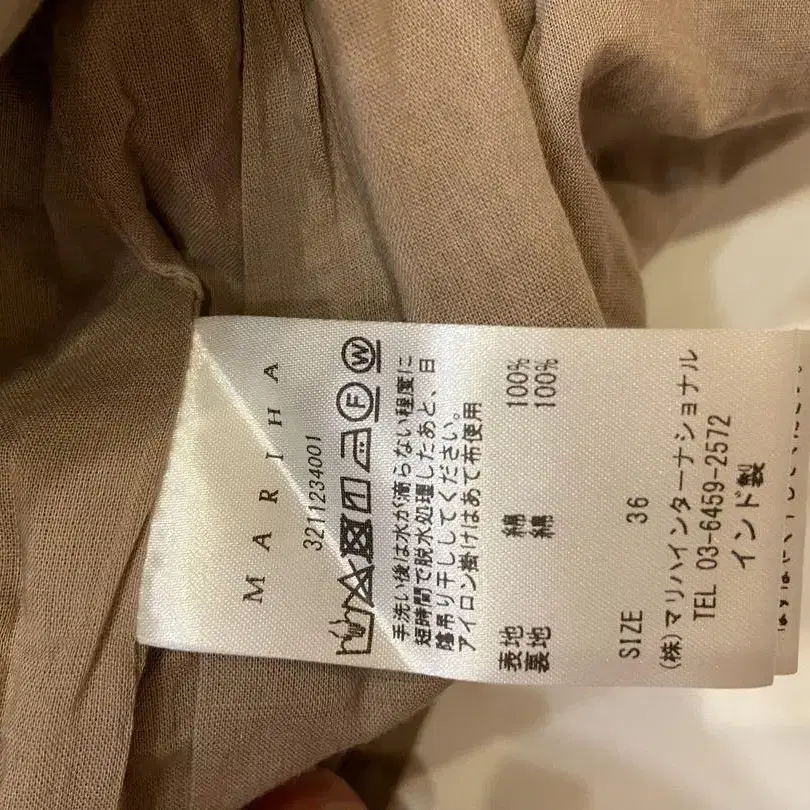 MARIHA
3211234001
手洗い後は水が滴らない程度に
短時間で脱水処理したあと、日
陰吊り干ししてください。
アイロン掛けはあて布使用
表地 綿 100%
裏地 綿 100%
SIZE 36
(株)マリハインターナショナル
TEL 03-6459-2572
インド製